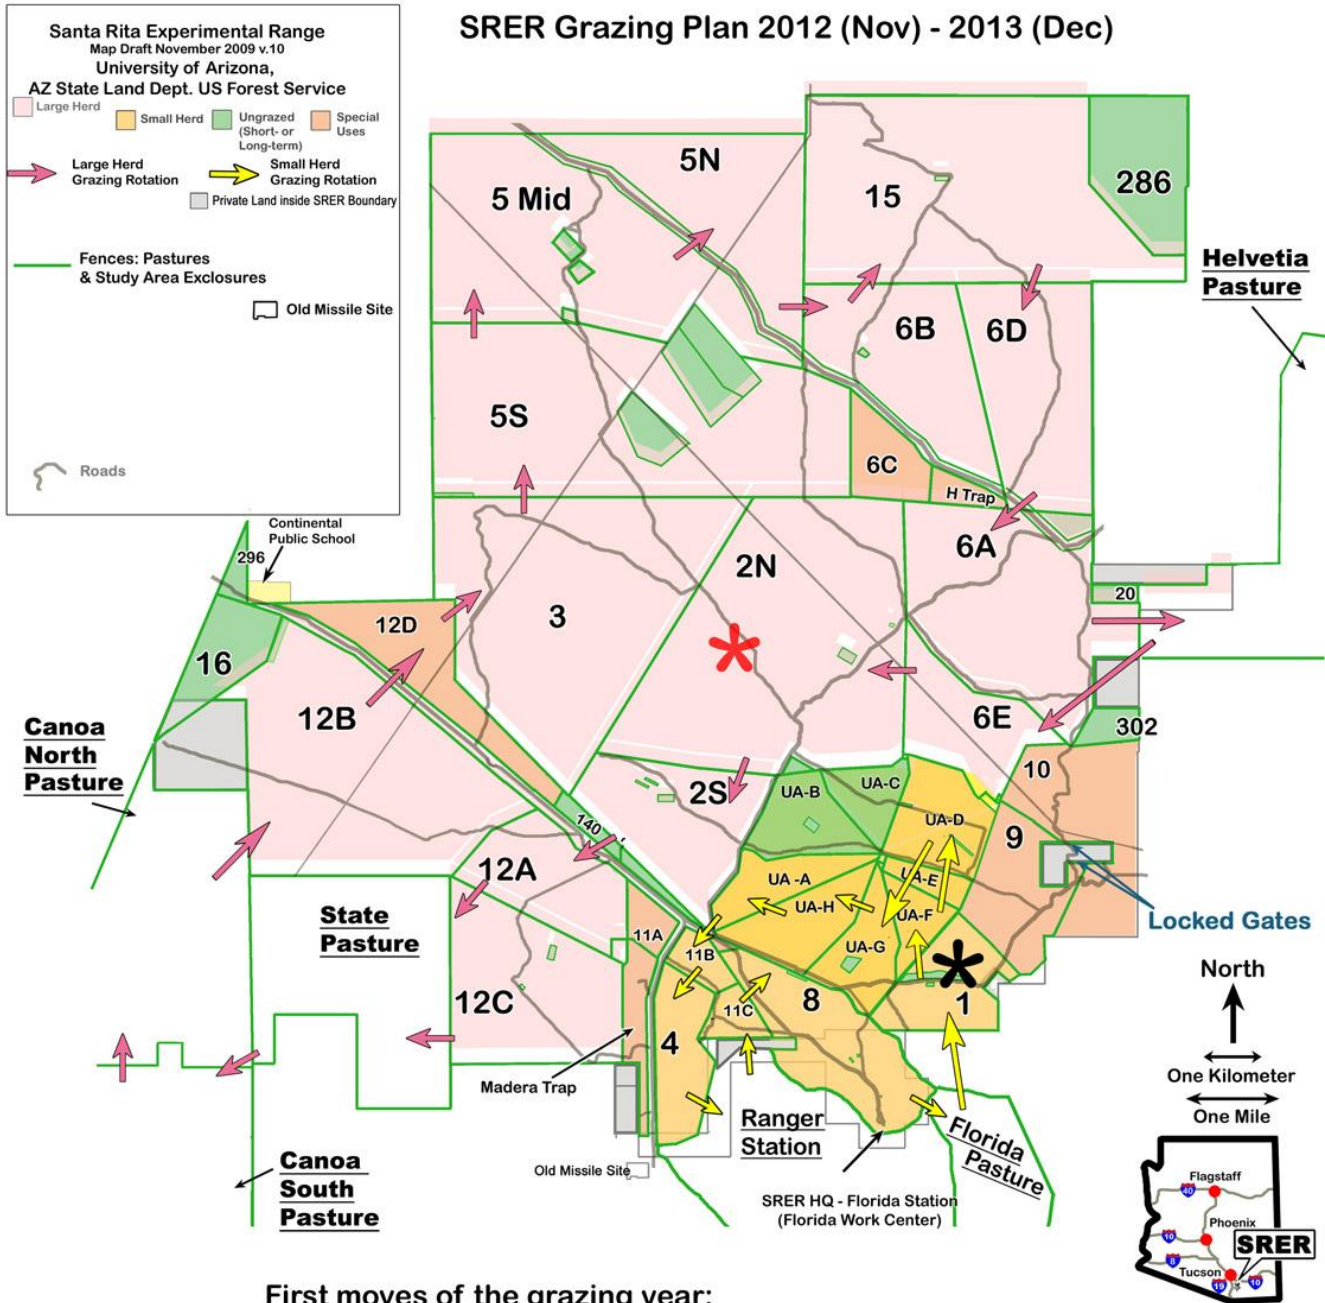 SRER Grazing Plan 2012 (Nov) - 2013 (Dec)
Santa Rita Experimental Range
Map Draft November 2009 v.10
University of Arizona,
AZ State Land Dept. US Forest Service
Large Herd
Small Herd
Ungrazed
(Short- or
Long-term)
Special
Uses
Large Herd
Grazing Rotation
Small Herd
Grazing Rotation
Private Land inside SRER Boundary
Fences: Pastures
& Study Area Exclosures
Old Missile Site
Roads
5N
5 Mid
15
286
Helvetia
Pasture
6B
6D
5S
6C
H Trap
Continental
Public School
296
6A
2N
20
12D
3
16
12B
6E
302
Canoa
North
Pasture
10
2S
UA-B
UA-C
UA-D
140
9
12A
UA-E
UA -A
UA-H
UA-F
State
Pasture
Locked Gates
11A
11B
UA-G
North
12C
11C
8
1
4
One Kilometer
Madera Trap
One Mile
Ranger
Station
Florida
Pasture
Canoa
South
Pasture
Old Missile Site
SRER HQ - Florida Station
(Florida Work Center)
Flagstaff
40
Phoenix
10
SRER
8
Tucson
19
10
First moves of the grazing year: